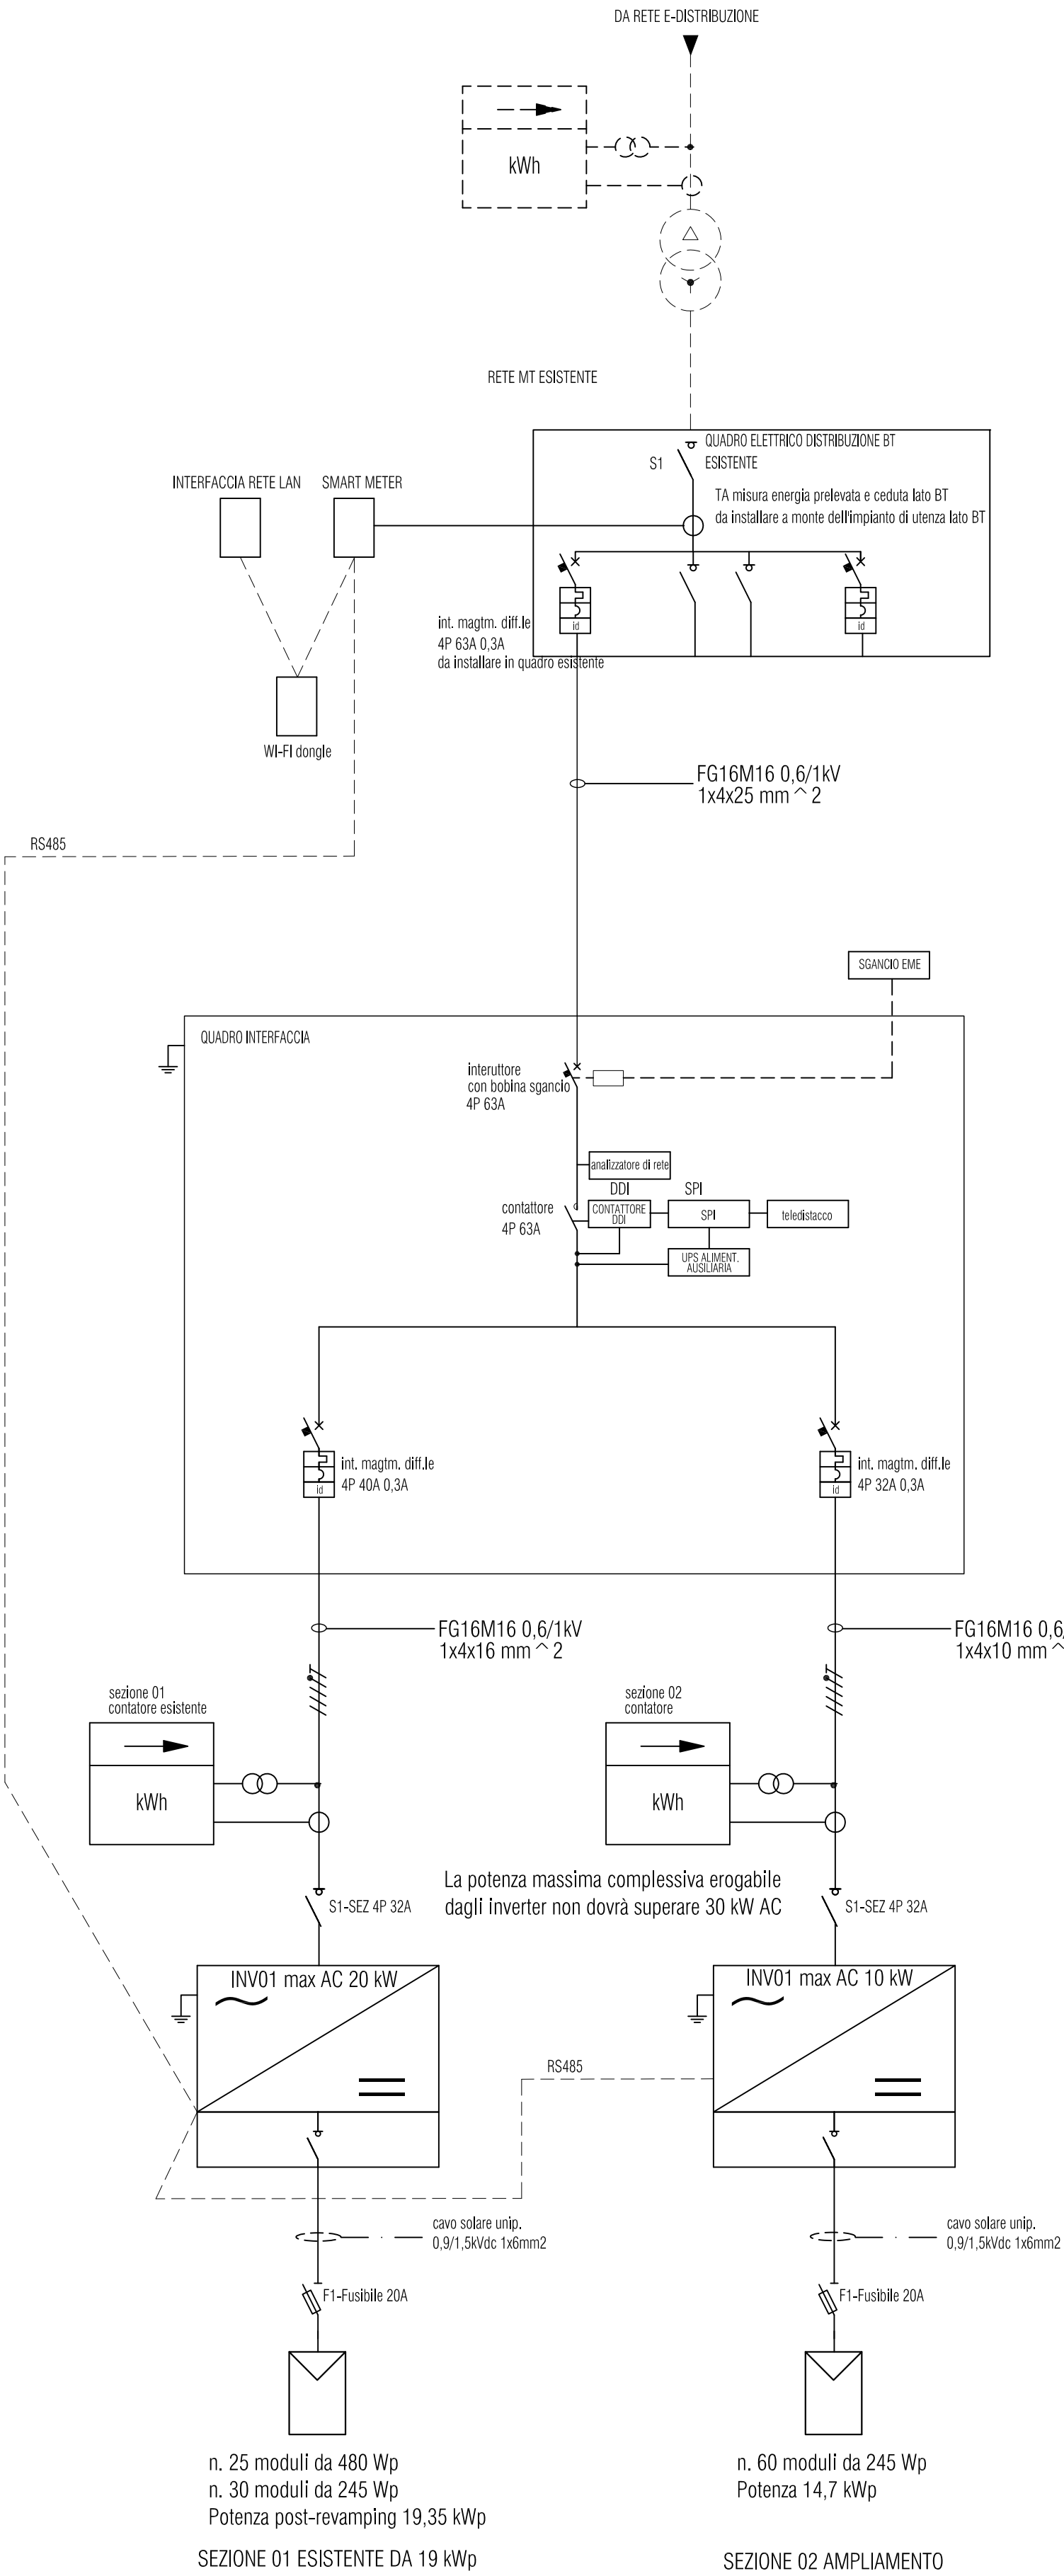 DA RETE E-DISTRIBUZIONE
kWh
RETE MT ESISTENTE
QUADRO ELETTRICO DISTRIBUZIONE BT
ESISTENTE
S1
TA misura energia prelevata e ceduta lato BT
da installare a monte dell'impianto di utenza lato BT
INTERFACCIA RETE LAN
SMART METER
id
id
int. magtm. diff.le
4P 63A 0,3A
da installare in quadro esistente
WI-FI dongle
FG16M16 0,6/1kV
1x4x25 mm ^ 2
RS485
SGANCIO EME
QUADRO INTERFACCIA
interuttore
con bobina sgancio
4P 63A
analizzatore di rete
DDI
SPI
contattore
4P 63A
CONTATTORE
DDI
SPI
teledistacco
UPS ALIMENT.
AUSILIARIA
int. magtm. diff.le
4P 40A 0,3A
id
int. magtm. diff.le
4P 32A 0,3A
id
FG16M16 0,6/1kV
1x4x16 mm ^ 2
FG16M16 0,6/
1x4x10 mm ^
sezione 01
contatore esistente
kWh
sezione 02
contatore
kWh
La potenza massima complessiva erogabile
dagli inverter non dovrà superare 30 kW AC
S1-SEZ 4P 32A
S1-SEZ 4P 32A
INV01 max AC 20 kW
INV01 max AC 10 kW
RS485
cavo solare unip.
0,9/1,5kVdc 1x6mm2
cavo solare unip.
0,9/1,5kVdc 1x6mm2
F1-Fusibile 20A
F1-Fusibile 20A
n. 25 moduli da 480 Wp
n. 30 moduli da 245 Wp
Potenza post-revamping 19,35 kWp
n. 60 moduli da 245 Wp
Potenza 14,7 kWp
SEZIONE 01 ESISTENTE DA 19 kWp
SEZIONE 02 AMPLIAMENTO